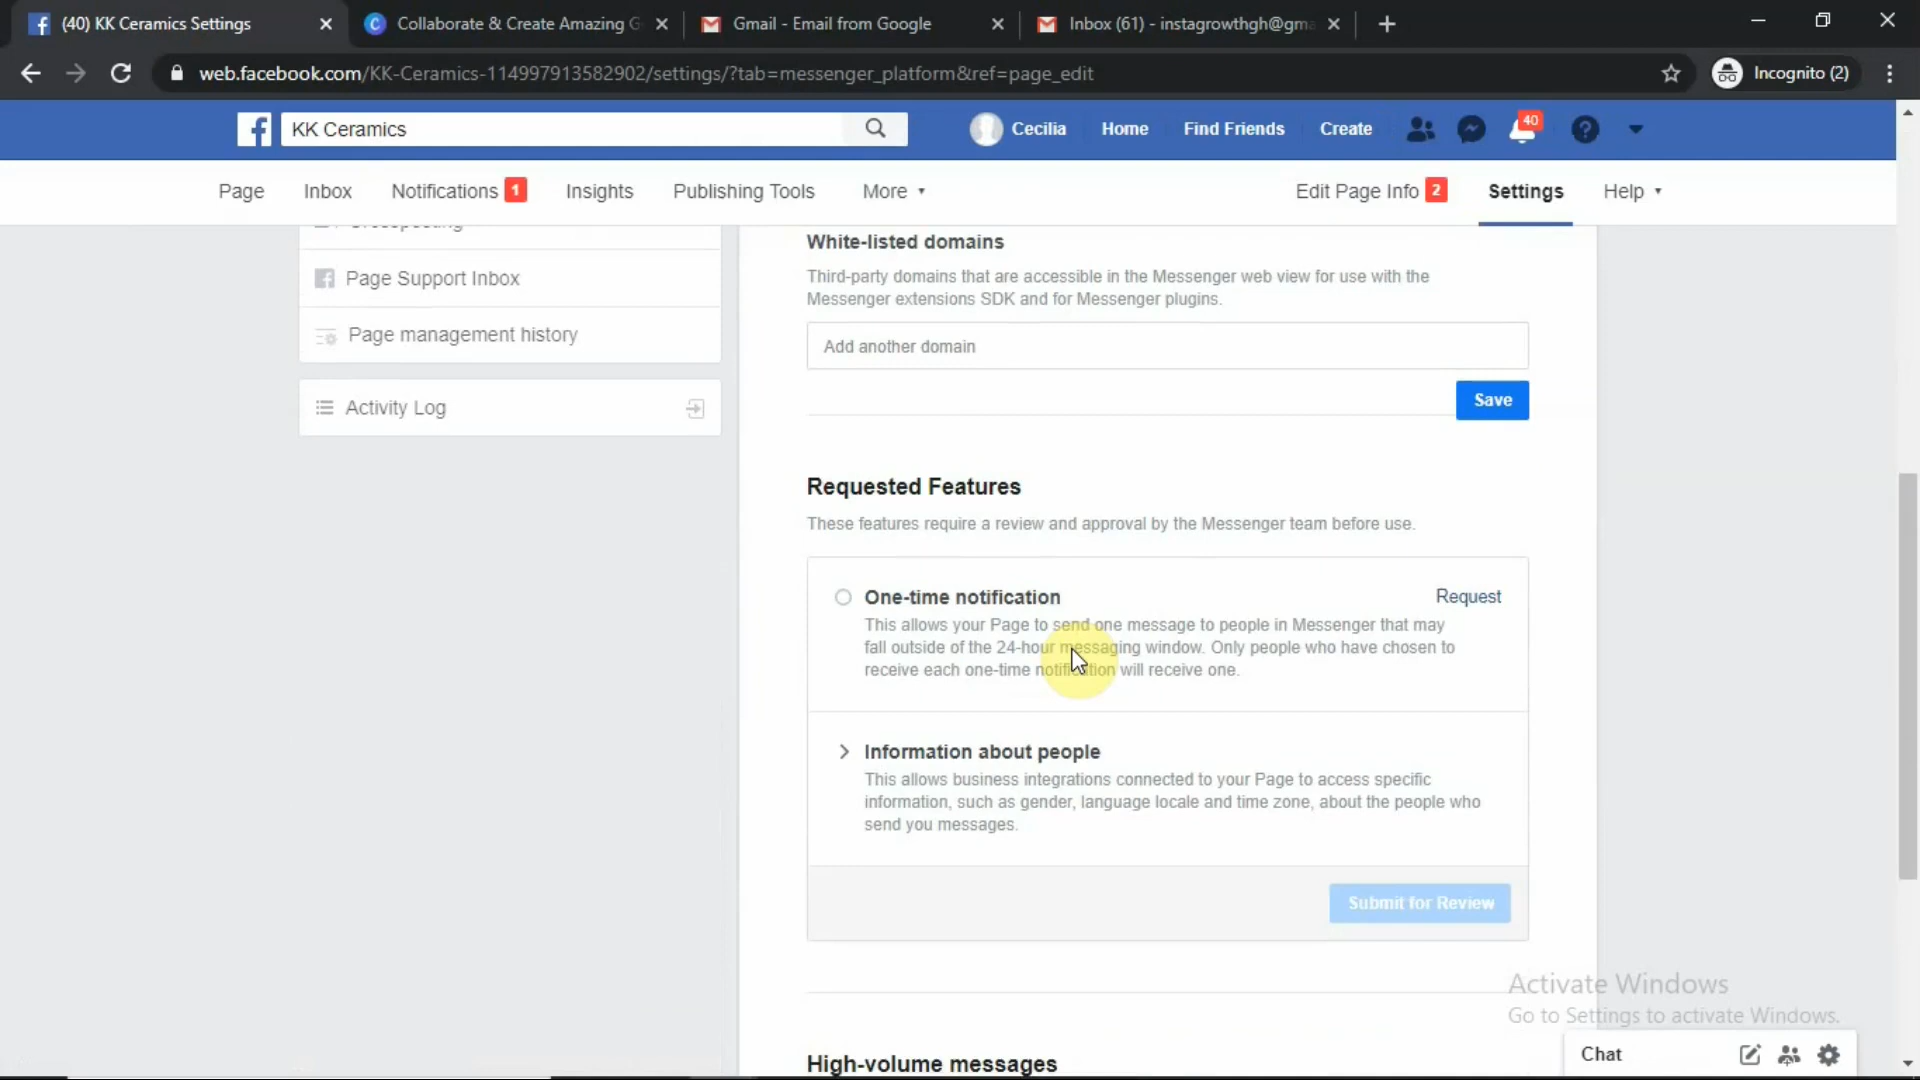 (40) KK Ceramics Settings
Collaborate & Create Amazing G
Gmail - Email from Google
Inbox (61) - instagrowthgh@gma
web.facebook.com/KK-Ceramics-114997913582902/settings/?tab=messenger_platform&ref=page_edit
Incognito (2)
KK Ceramics
Cecilia
Home
Find Friends
Create
40
Page
Inbox
Notifications 1
Insights
Publishing Tools
More
Edit Page Info 2
Settings
Help
Page Support Inbox
Page management history
Activity Log
White-listed domains
Third-party domains that are accessible in the Messenger web view for use with the
Messenger extensions SDK and for Messenger plugins.
Add another domain
Save
Requested Features
These features require a review and approval by the Messenger team before use.
One-time notification
Request
This allows your Page to send one message to people in Messenger that may
fall outside of the 24-hour messaging window. Only people who have chosen to
receive each one-time notification will receive one.
Information about people
This allows business integrations connected to your Page to access specific
information, such as gender, language locale and time zone, about the people who
send you messages.
Submit for Review
High-volume messages
Activate Windows
Go to Settings to activate Windows.
Chat